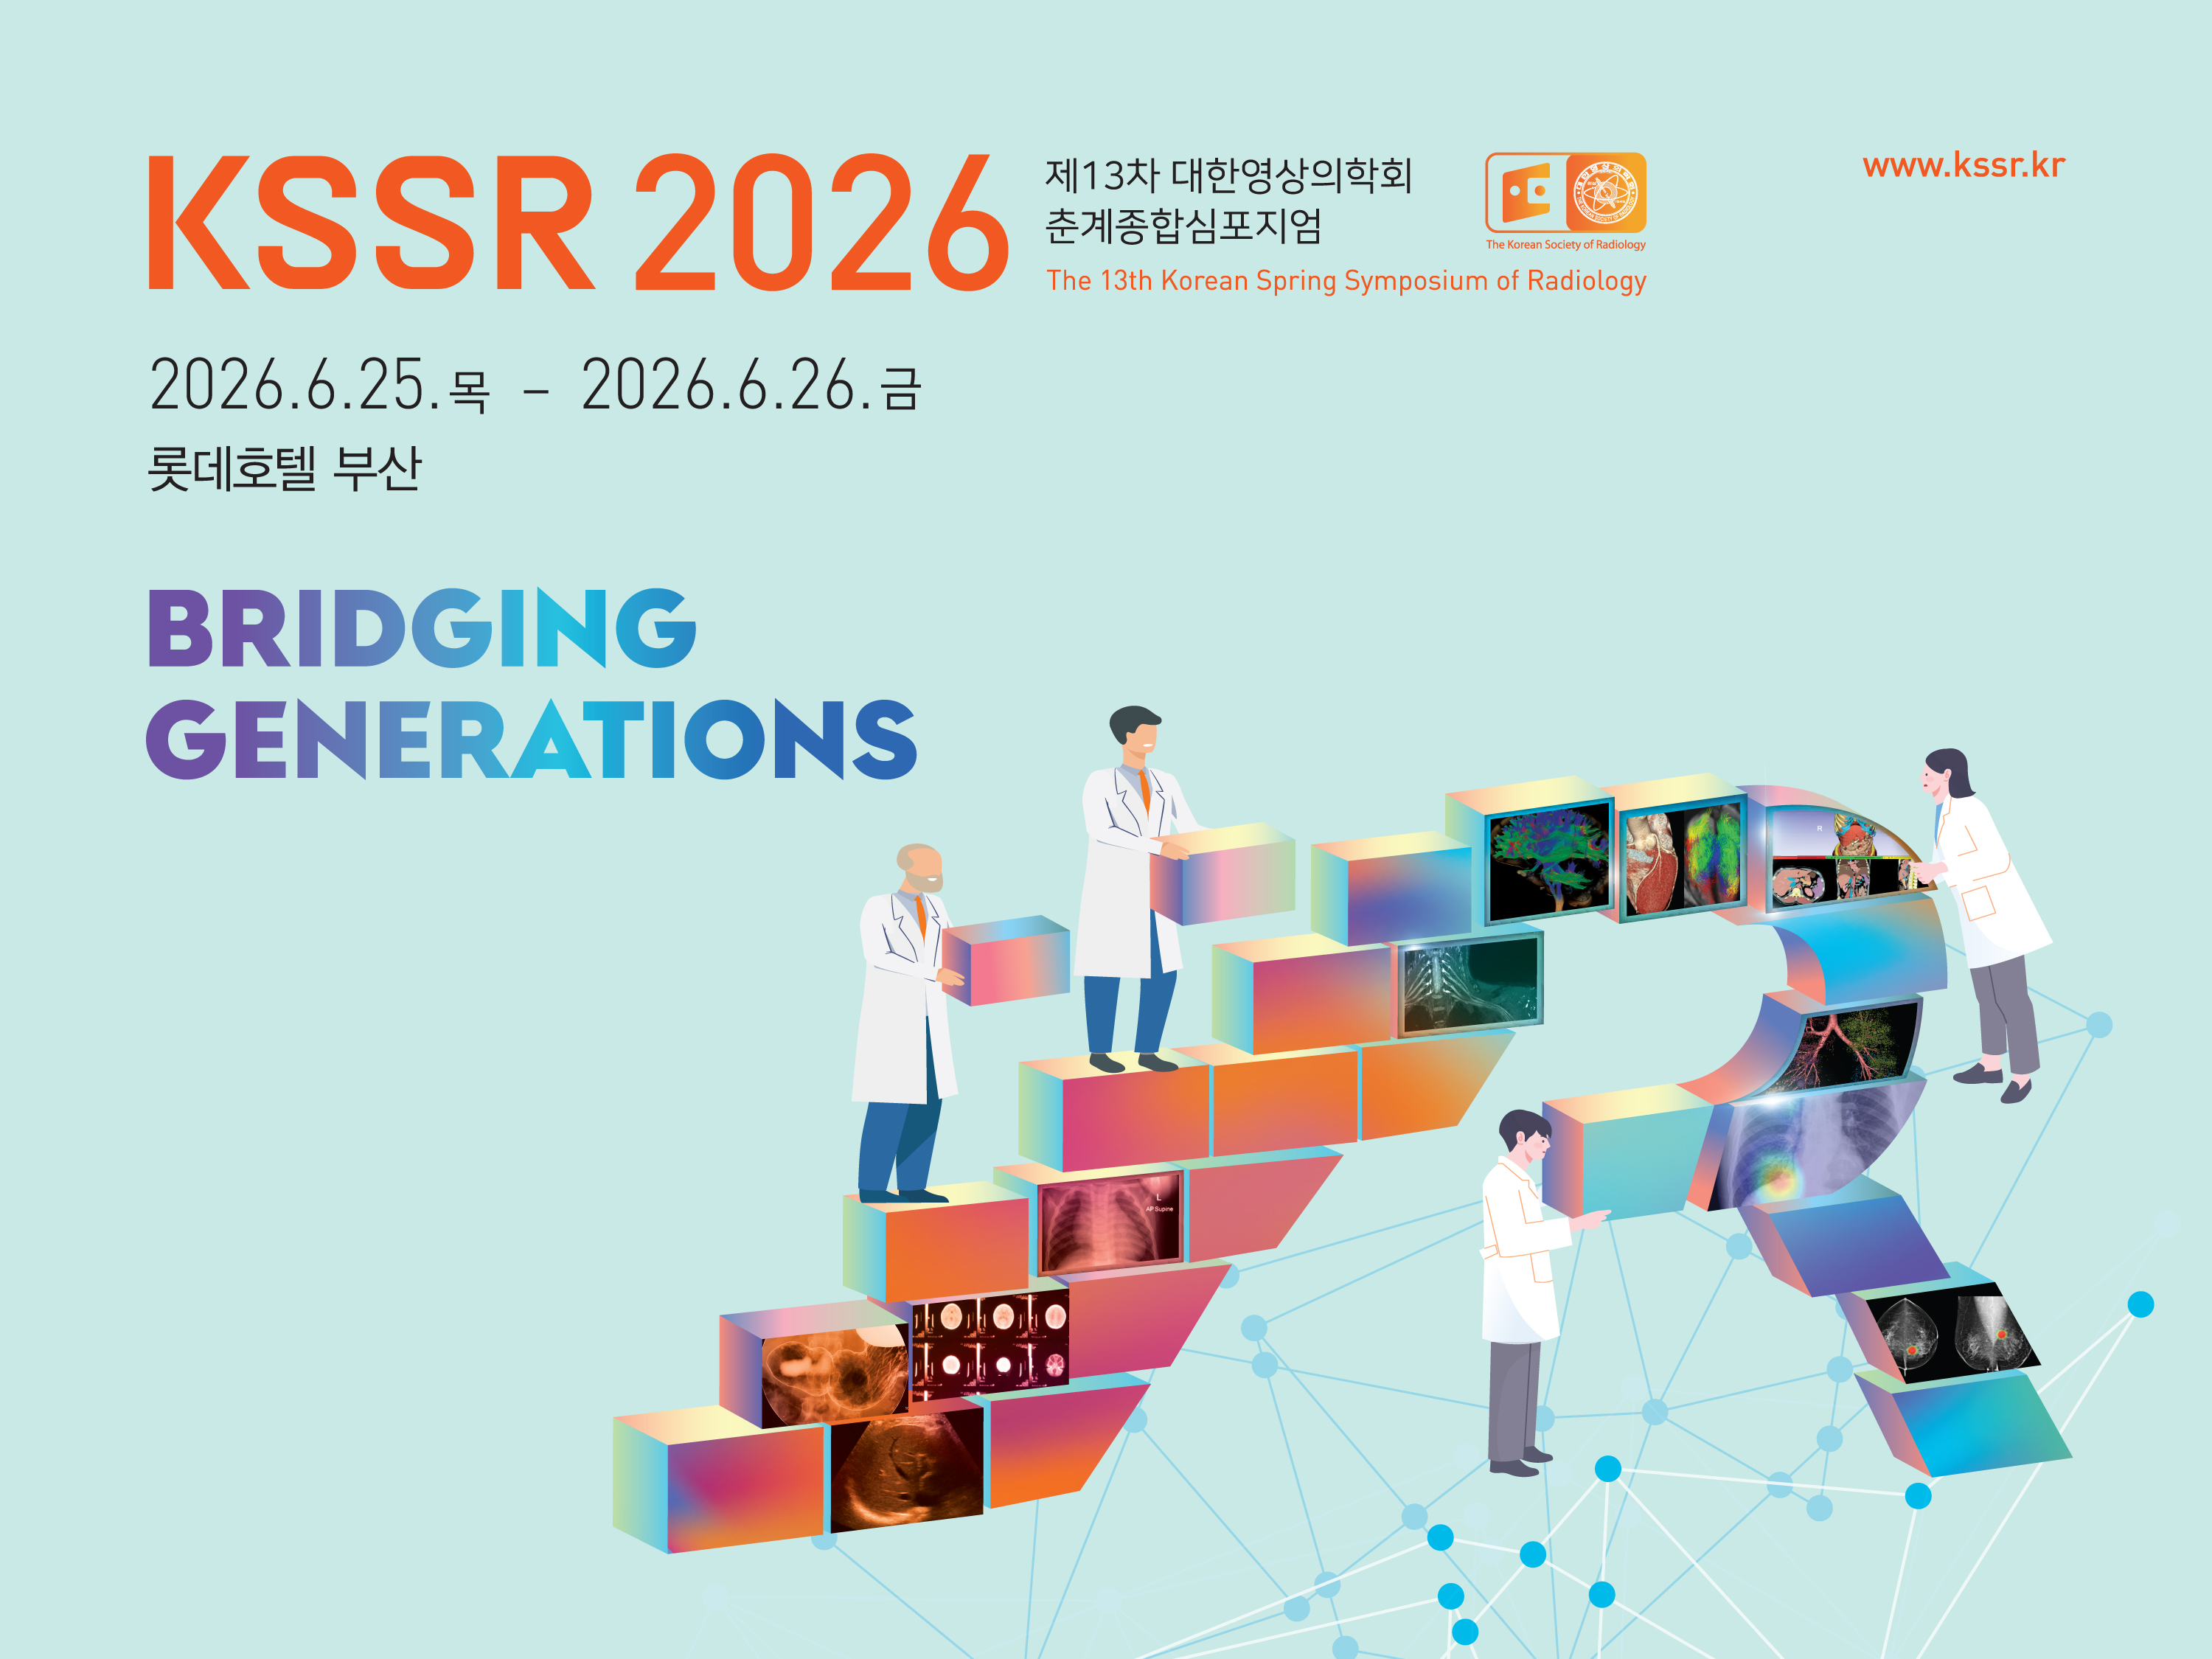 KSSR 2026
제13차 대한영상의학회
춘계종합심포지엄
The 13th Korean Spring Symposium of Radiology
The Korean Society of Radiology
www.kssr.kr
2026.6.25.목 – 2026.6.26.금
롯데호텔 부산
BRIDGING
GENERATIONS
R
L
AP Supine